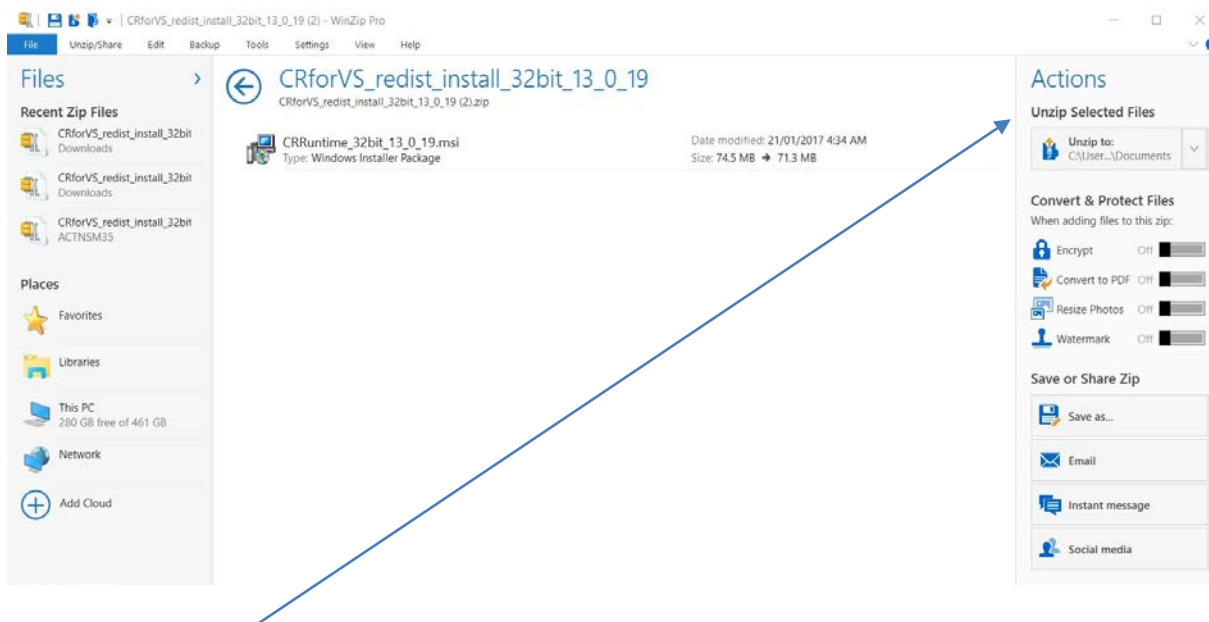 CRforVS_redist_install_32bit_13_0_19 (2) - WinZip Pro
File Unzip/Share Edit Backup Tools Settings View Help
Files
Recent Zip Files
CRforVS_redist_install_32bit
Downloads
CRforVS_redist_install_32bit
Downloads
CRforVS_redist_install_32bit
ACTNSM35
Places
Favorites
Libraries
This PC
280 GB free of 461 GB
Network
Add Cloud
CRforVS_redist_install_32bit_13_0_19
CRforVS_redist_install_32bit_13_0_19 (2).zip
CRRuntime_32bit_13_0_19.msi
Type: Windows Installer Package
Date modified: 21/01/2017 4:34 AM
Size: 74.5 MB → 71.3 MB
Actions
Unzip Selected Files
Unzip to:
C:\User...\Documents
Convert & Protect Files
When adding files to this zip:
Encrypt Off
Convert to PDF Off
Resize Photos Off
Watermark Off
Save or Share Zip
Save as...
Email
Instant message
Social media